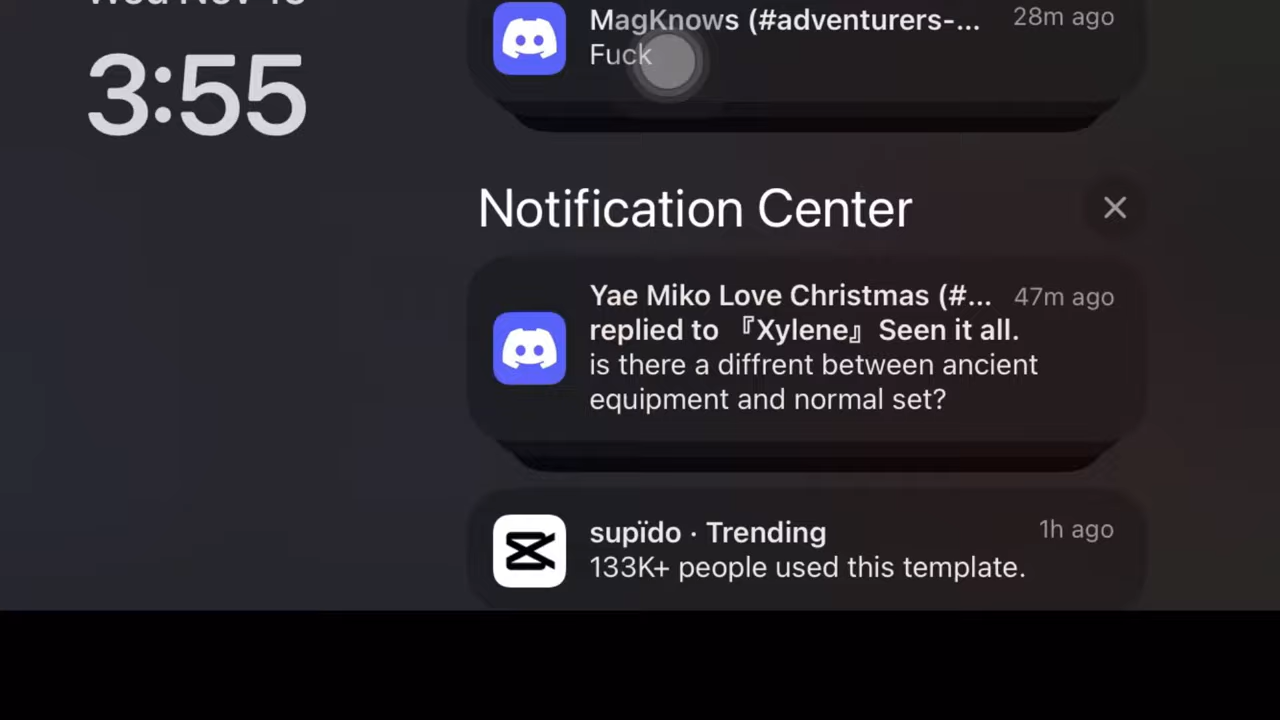 MagKnows (#adventurers-... 28m ago
Fuck
3:55
Notification Center
Yae Miko Love Christmas (#... 47m ago
replied to 『Xylene』 Seen it all.
is there a diffrent between ancient
equipment and normal set?
supïdo · Trending 1h ago
133K+ people used this template.